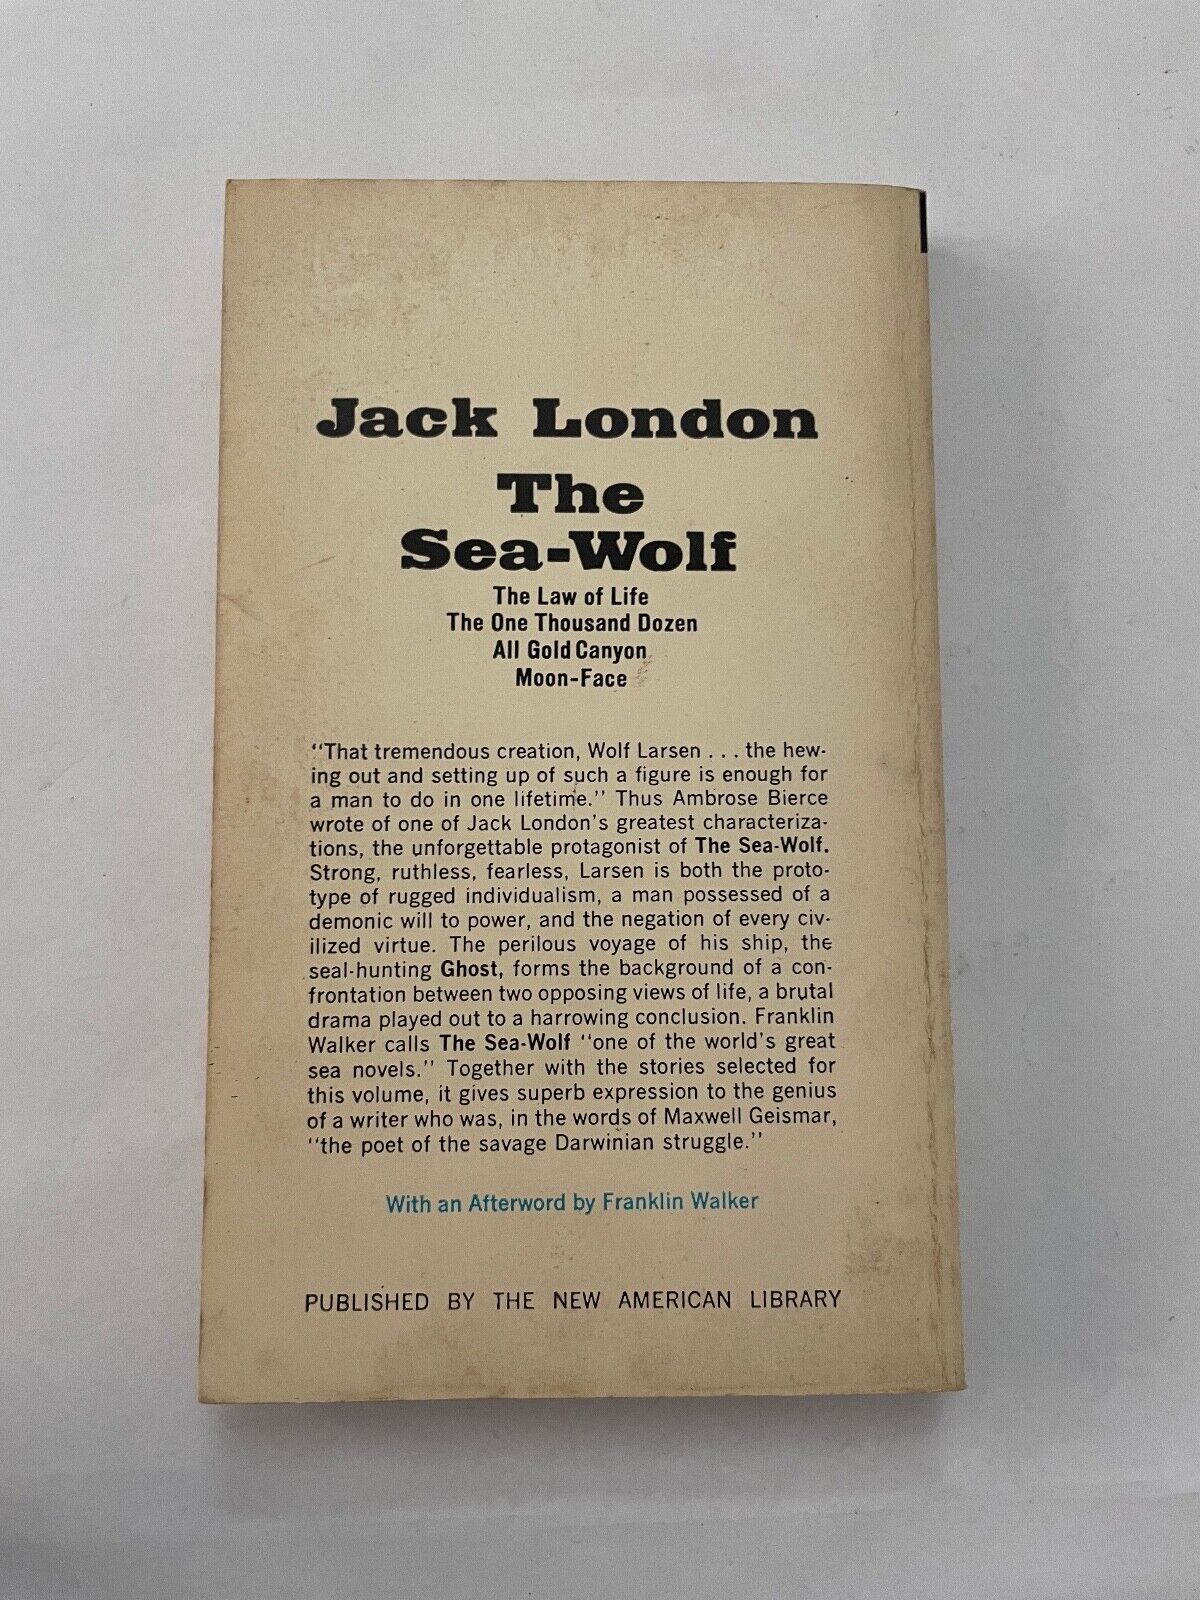 Jack London
The
Sea-Wolf
The Law of Life
The One Thousand Dozen
All Gold Canyon
Moon-Face
"That tremendous creation, Wolf Larsen . . . the hew-
ing out and setting up of such a figure is enough for
a man to do in one lifetime." Thus Ambrose Bierce
wrote of one of Jack London's greatest characteriza-
tions, the unforgettable protagonist of The Sea-Wolf.
Strong, ruthless, fearless, Larsen is both the proto-
type of rugged individualism, a man possessed of a
demonic will to power, and the negation of every civ-
ilized virtue. The perilous voyage of his ship, the
seal-hunting Ghost, forms the background of a con-
frontation between two opposing views of life, a brutal
drama played out to a harrowing conclusion. Franklin
Walker calls The Sea-Wolf "one of the world's great
sea novels." Together with the stories selected for
this volume, it gives superb expression to the genius
of a writer who was, in the words of Maxwell Geismar,
"the poet of the savage Darwinian struggle."
With an Afterword by Franklin Walker
PUBLISHED BY THE NEW AMERICAN LIBRARY